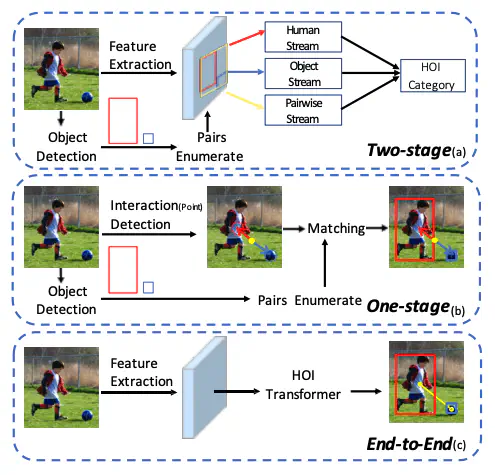 Feature
Extraction
Human
Stream
Object
Stream
Pairwise
Stream
HOI
Category
Object
Detection
Pairs
Enumerate
Two-stage(a)
Interaction(Point)
Detection
Matching
Object
Detection
Pairs Enumerate
One-stage(b)
Feature
Extraction
HOI
Transformer
End-to-End(c)